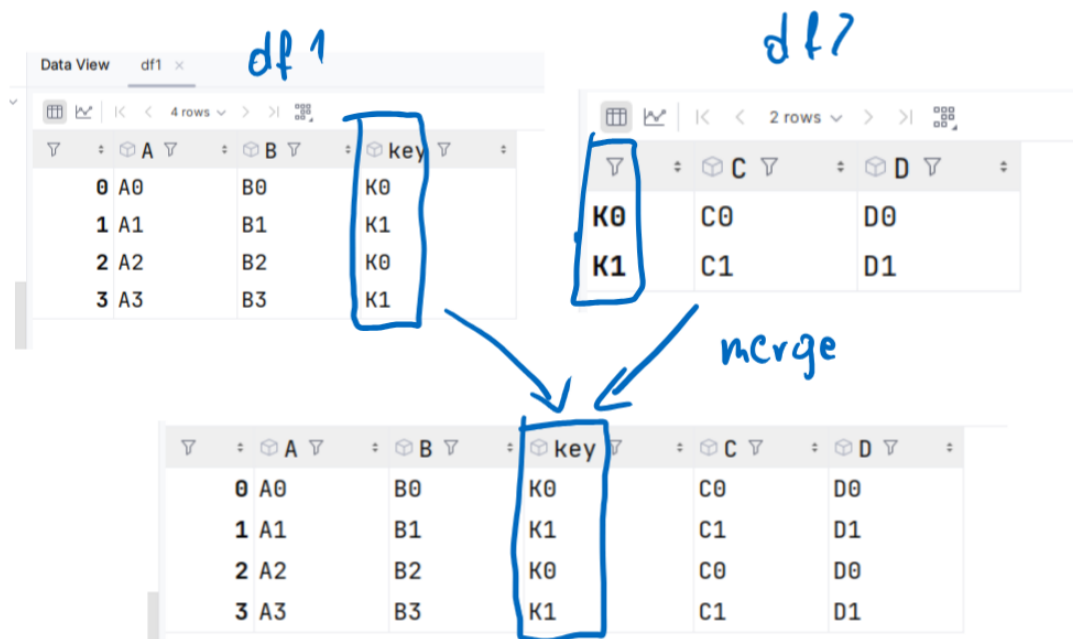 df 1
df2
Data View df1 ×
4 rows
2 rows
A B key
0 A0 B0 K0
1 A1 B1 K1
2 A2 B2 K0
3 A3 B3 K1
C D
K0 C0 D0
K1 C1 D1
merge
A B key C D
0 A0 B0 K0 C0 D0
1 A1 B1 K1 C1 D1
2 A2 B2 K0 C0 D0
3 A3 B3 K1 C1 D1